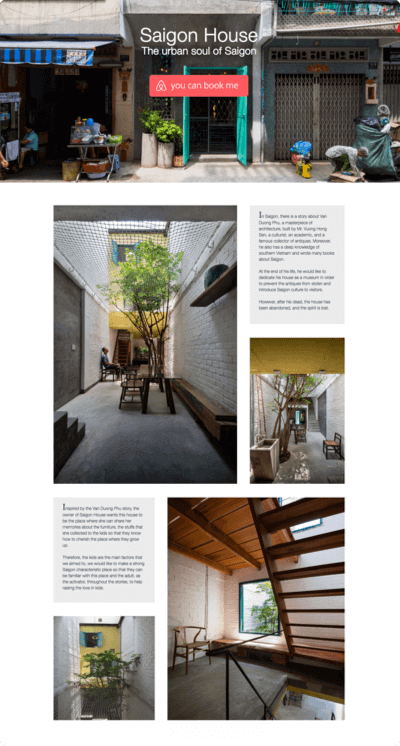 Saigon House
The urban soul of Saigon
you can book me
In Saigon, there is a story about Van
Duong Phu, a masterpiece of
architecture, built by Mr. Vuong Hong
Sen, a culturist, an academic, and a
famous collector of antiques. Moreover,
he has also a deep knowledge of
southern Vietnam and wrote many books
about Saigon.
At the end of his life, he would like to
dedicate his house as a museum in order
to prevent the antiques from stolen and
introduce Saigon culture to visitors.
However, after his dead, the house has
been abandoned, and the spirit is lost.
Inspired by the Van Duong Phu story, the
owner of Saigon House wants this house to
be the place where she can share her
memories about the furniture, the stuffs that
she collected to the kids so that they know
how to cherish the place where they grow
up.
Therefore, the kids are the main factors that
we aimed to, we would like to make a strong
Saigon characteristic place so that they can
be familiar with this place and the adult, as
the activator, throughout the stories, to help
raising the love in kids.